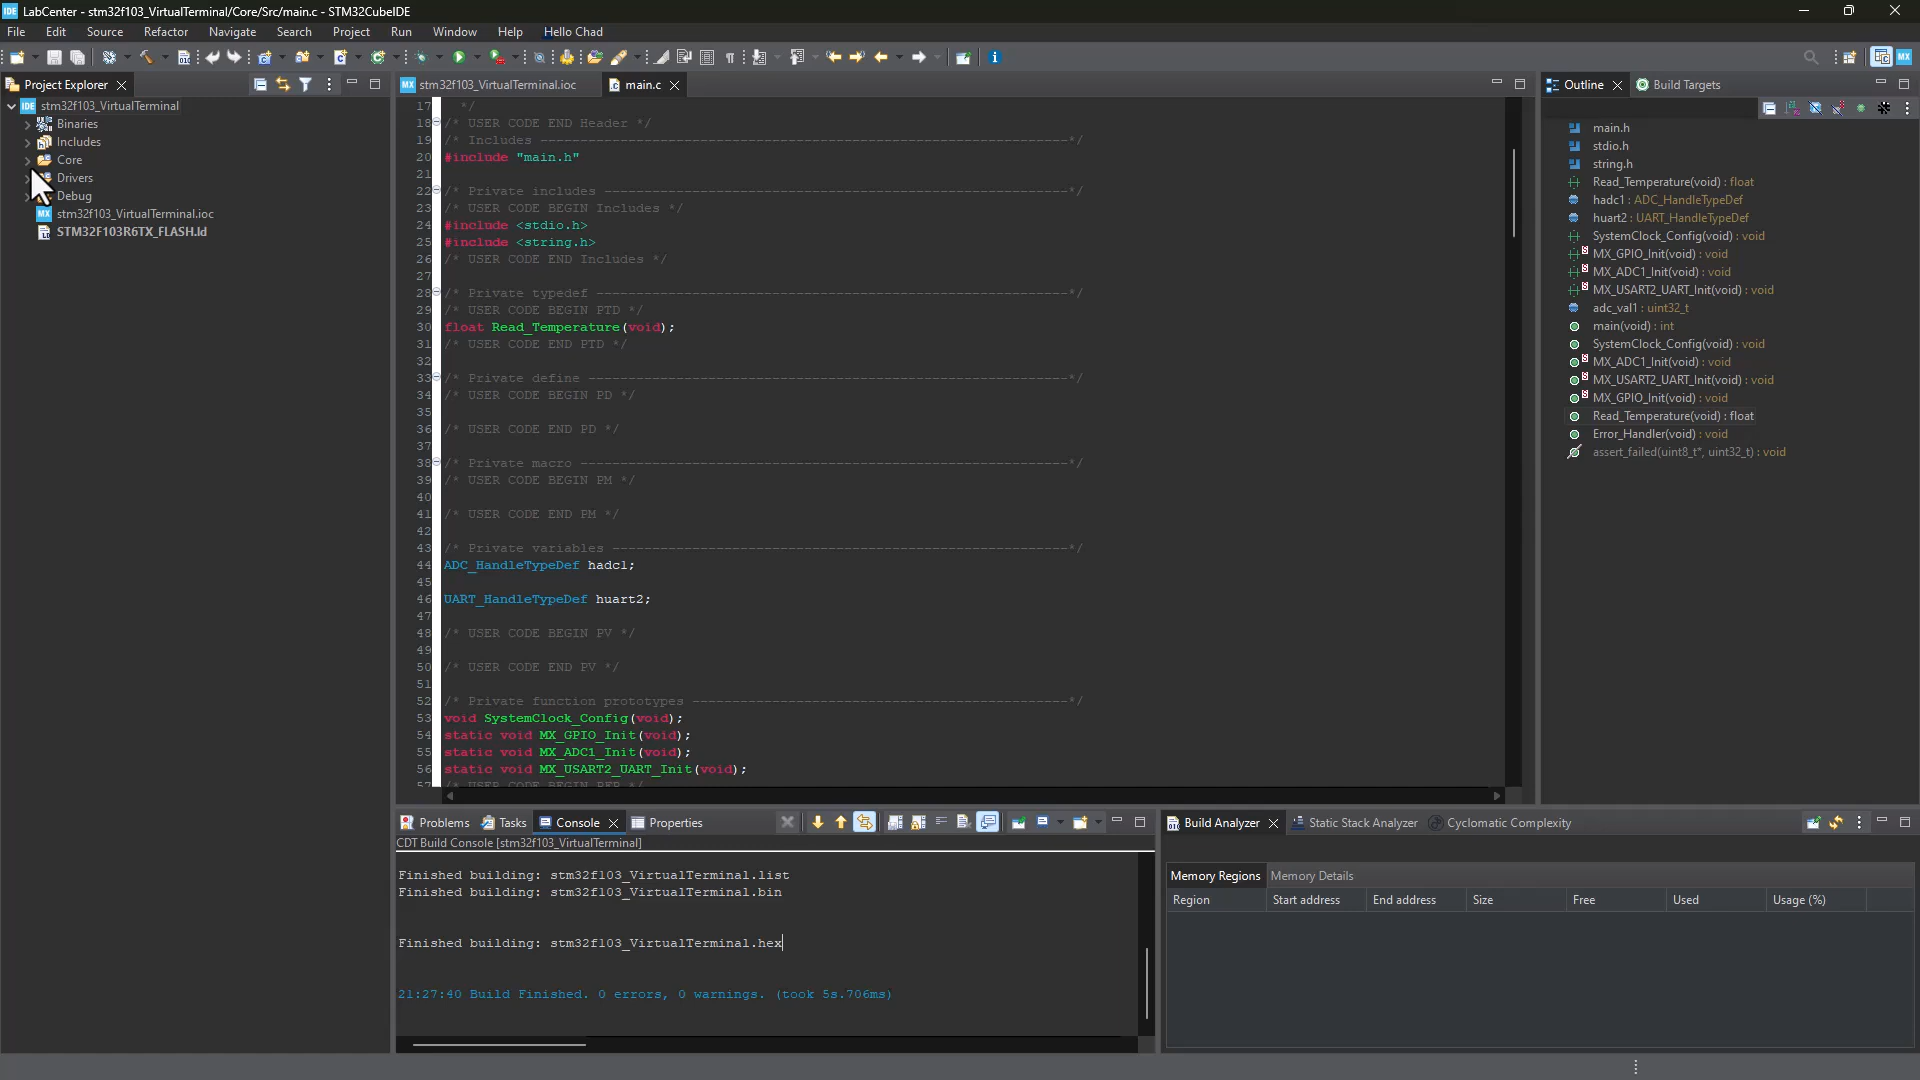 LabCenter - stm32f103_VirtualTerminal/Core/Src/main.c - STM32CubeIDE
File Edit Source Refactor Navigate Search Project Run Window Help Hello Chad
Project Explorer
stm32f103_VirtualTerminal
Binaries
Includes
Core
Drivers
Debug
stm32f103_VirtualTerminal.ioc
STM32F103R6TX_FLASH.ld
stm32f103_VirtualTerminal.ioc main.c
17 */
18 /* USER CODE END Header */
19 /* Includes ------------------------------------------------------------------*/
20 #include "main.h"
21
22 /* Private includes ----------------------------------------------------------*/
23 /* USER CODE BEGIN Includes */
24 #include <stdio.h>
25 #include <string.h>
26 /* USER CODE END Includes */
27
28 /* Private typedef -----------------------------------------------------------*/
29 /* USER CODE BEGIN PTD */
30 float Read_Temperature(void);
31 /* USER CODE END PTD */
32
33 /* Private define ------------------------------------------------------------*/
34 /* USER CODE BEGIN PD */
35
36 /* USER CODE END PD */
37
38 /* Private macro -------------------------------------------------------------*/
39 /* USER CODE BEGIN PM */
40
41 /* USER CODE END PM */
42
43 /* Private variables ---------------------------------------------------------*/
44 ADC_HandleTypeDef hadc1;
45
46 UART_HandleTypeDef huart2;
47
48 /* USER CODE BEGIN PV */
49
50 /* USER CODE END PV */
51
52 /* Private function prototypes -----------------------------------------------*/
53 void SystemClock_Config(void);
54 static void MX_GPIO_Init(void);
55 static void MX_ADC1_Init(void);
56 static void MX_USART2_UART_Init(void);
57 /* USER CODE BEGIN PFP */
Outline Build Targets
main.h
stdio.h
string.h
Read_Temperature(void) : float
hadc1 : ADC_HandleTypeDef
huart2 : UART_HandleTypeDef
SystemClock_Config(void) : void
MX_GPIO_Init(void) : void
MX_ADC1_Init(void) : void
MX_USART2_UART_Init(void) : void
adc_val1 : uint32_t
main(void) : int
SystemClock_Config(void) : void
MX_ADC1_Init(void) : void
MX_USART2_UART_Init(void) : void
MX_GPIO_Init(void) : void
Read_Temperature(void) : float
Error_Handler(void) : void
assert_failed(uint8_t*, uint32_t) : void
Problems Tasks Console Properties
CDT Build Console [stm32f103_VirtualTerminal]
Finished building: stm32f103_VirtualTerminal.list
Finished building: stm32f103_VirtualTerminal.bin
Finished building: stm32f103_VirtualTerminal.hex
21:27:40 Build Finished. 0 errors, 0 warnings. (took 5s.706ms)
Build Analyzer Static Stack Analyzer Cyclomatic Complexity
Memory Regions Memory Details
Region Start address End address Size Free Used Usage (%)